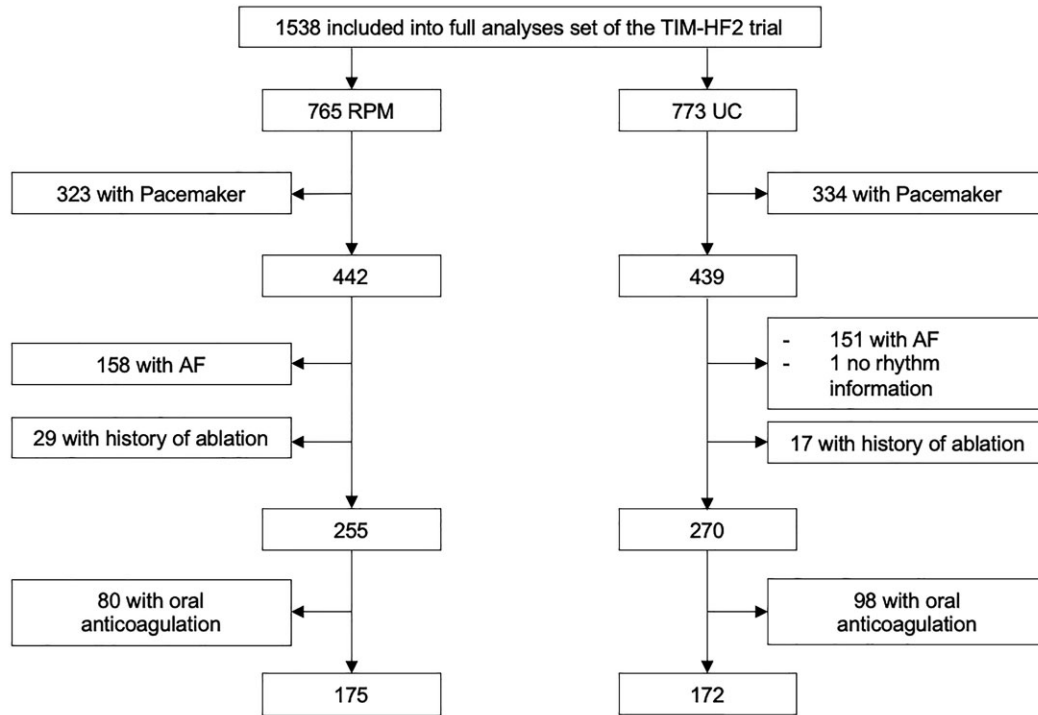 1538 included into full analyses set of the TIM-HF2 trial
765 RPM
773 UC
323 with Pacemaker
334 with Pacemaker
442
439
158 with AF
- 151 with AF
- 1 no rhythm
information
29 with history of ablation
17 with history of ablation
255
270
80 with oral
anticoagulation
98 with oral
anticoagulation
175
172